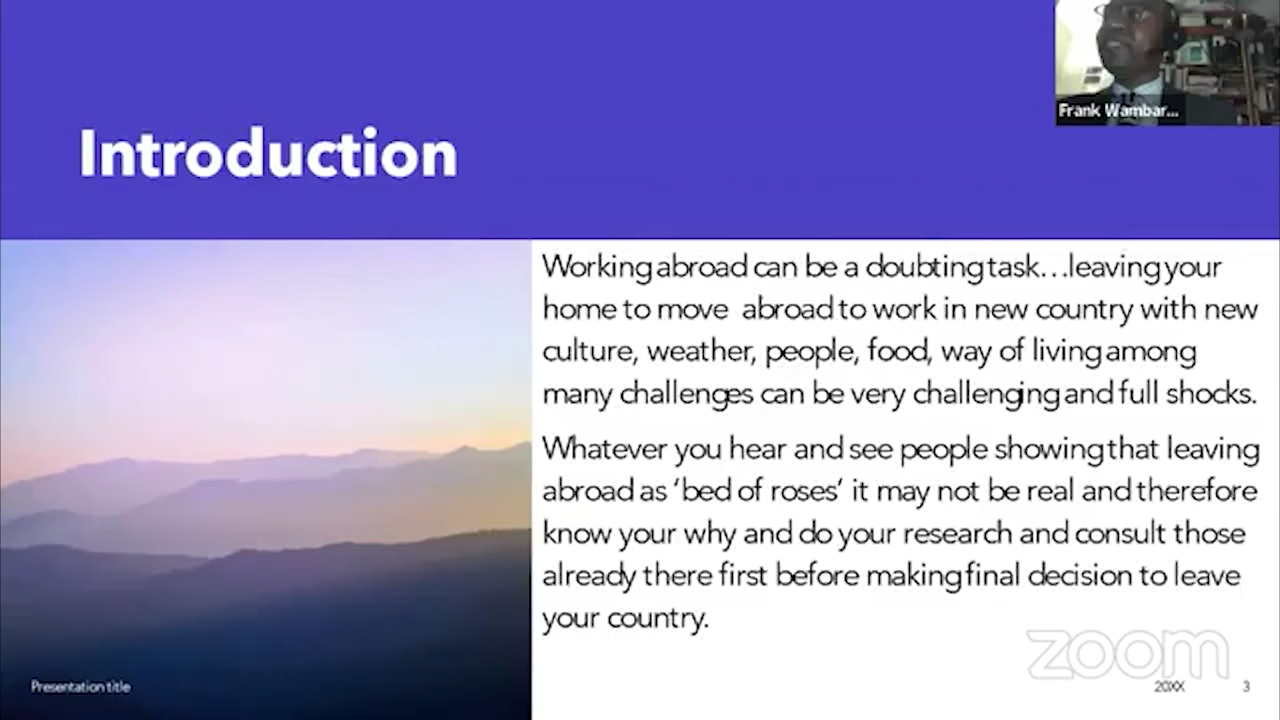 Frank Wambar...
Introduction
Working abroad can be a doubting task...leaving your
home to move abroad to work in new country with new
culture, weather, people, food, way of living among
many challenges can be very challenging and full shocks.
Whatever you hear and see people showing that leaving
abroad as ‘bed of roses’ it may not be real and therefore
know your why and do your research and consult those
already there first before making final decision to leave
your country.
zoom
Presentation title
20XX
3